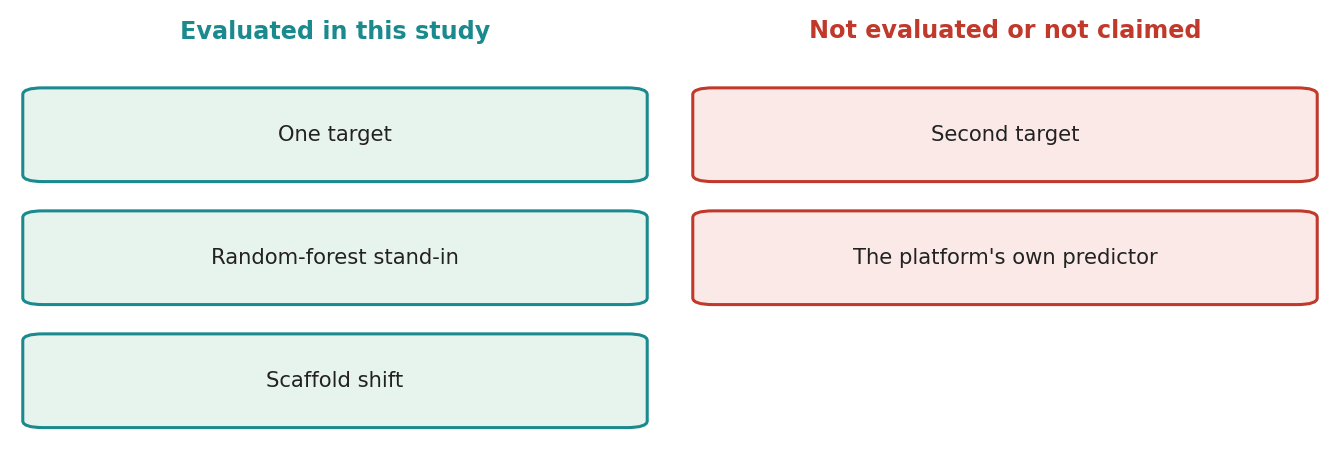 Evaluated in this study
One target
Random-forest stand-in
Scaffold shift
Not evaluated or not claimed
Second target
The platform's own predictor